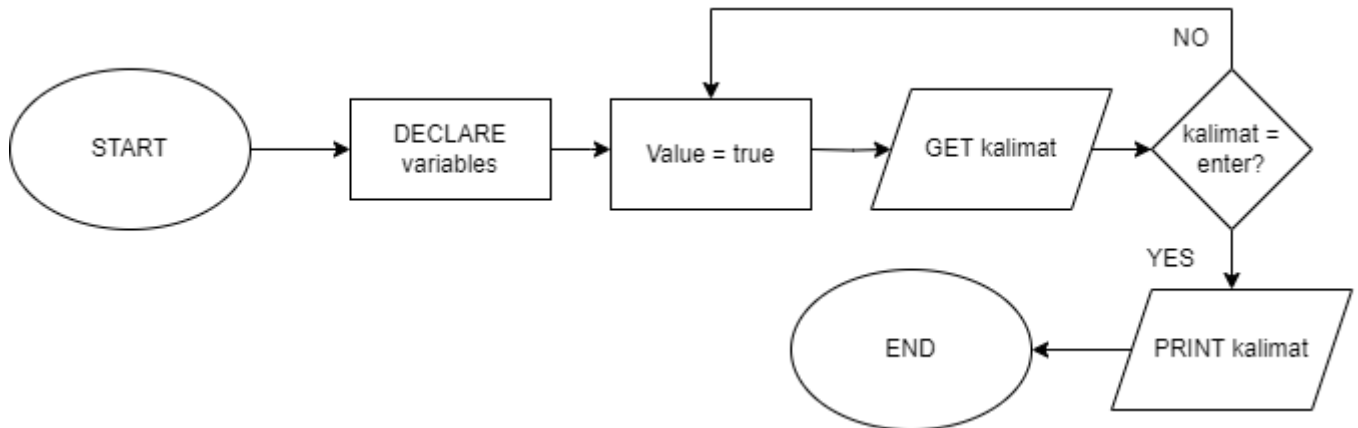 START
DECLARE
variables
Value = true
GET kalimat
kalimat =
enter?
NO
YES
PRINT kalimat
END